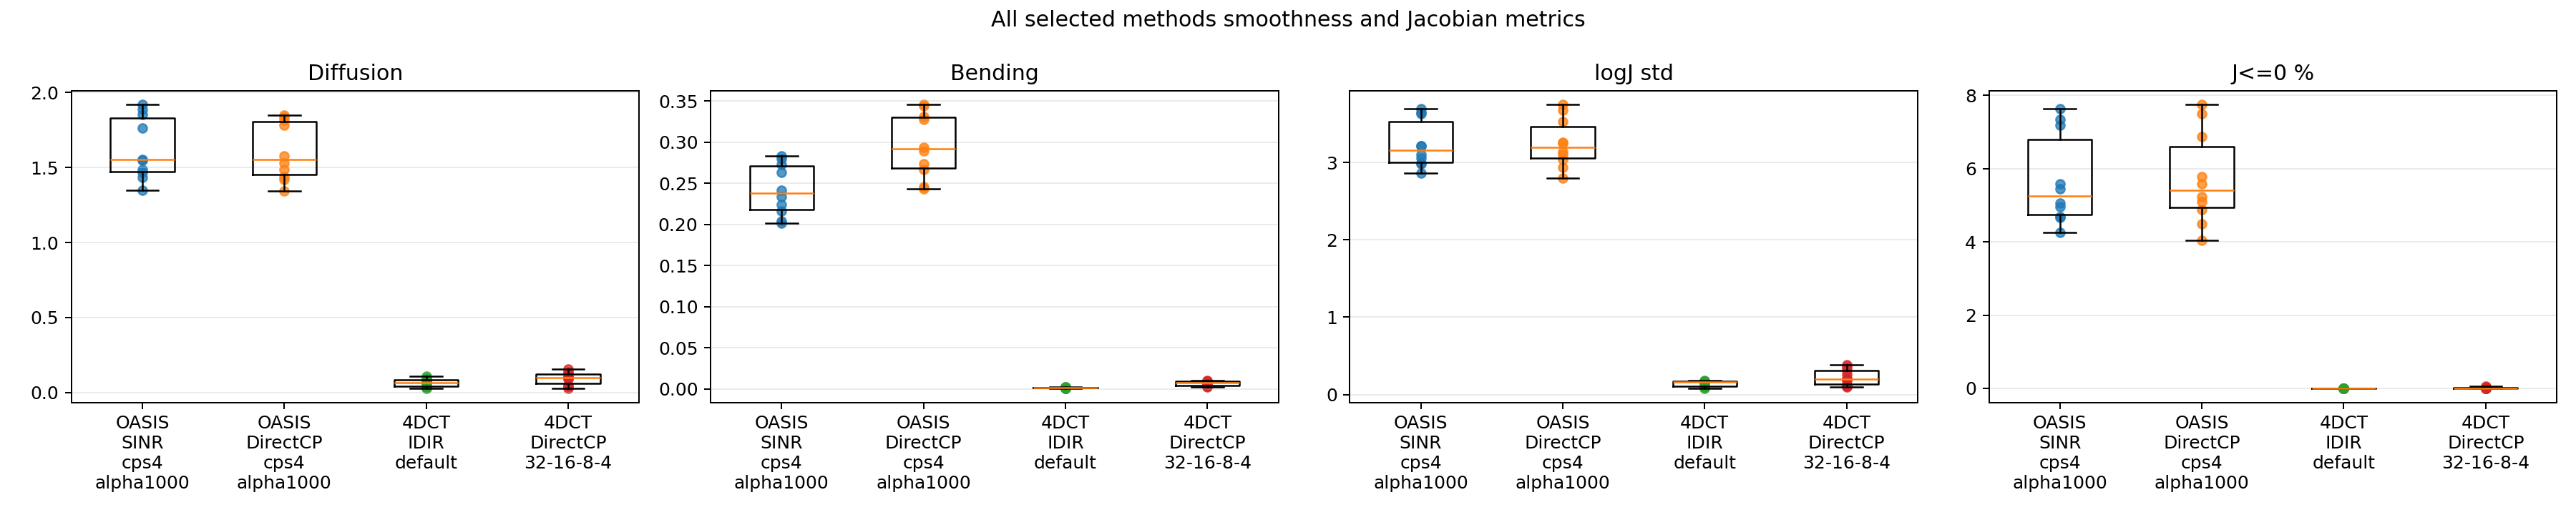 All selected methods smoothness and Jacobian metrics
Diffusion
2.0
1.5
1.0
0.5
0.0
OASIS
SINR
cps4
alpha1000
OASIS
DirectCP
cps4
alpha1000
4DCT
IDIR
default
4DCT
DirectCP
32-16-8-4
Bending
0.35
0.30
0.25
0.20
0.15
0.10
0.05
0.00
OASIS
SINR
cps4
alpha1000
OASIS
DirectCP
cps4
alpha1000
4DCT
IDIR
default
4DCT
DirectCP
32-16-8-4
logJ std
3
2
1
0
OASIS
SINR
cps4
alpha1000
OASIS
DirectCP
cps4
alpha1000
4DCT
IDIR
default
4DCT
DirectCP
32-16-8-4
J<=0 %
8
6
4
2
0
OASIS
SINR
cps4
alpha1000
OASIS
DirectCP
cps4
alpha1000
4DCT
IDIR
default
4DCT
DirectCP
32-16-8-4